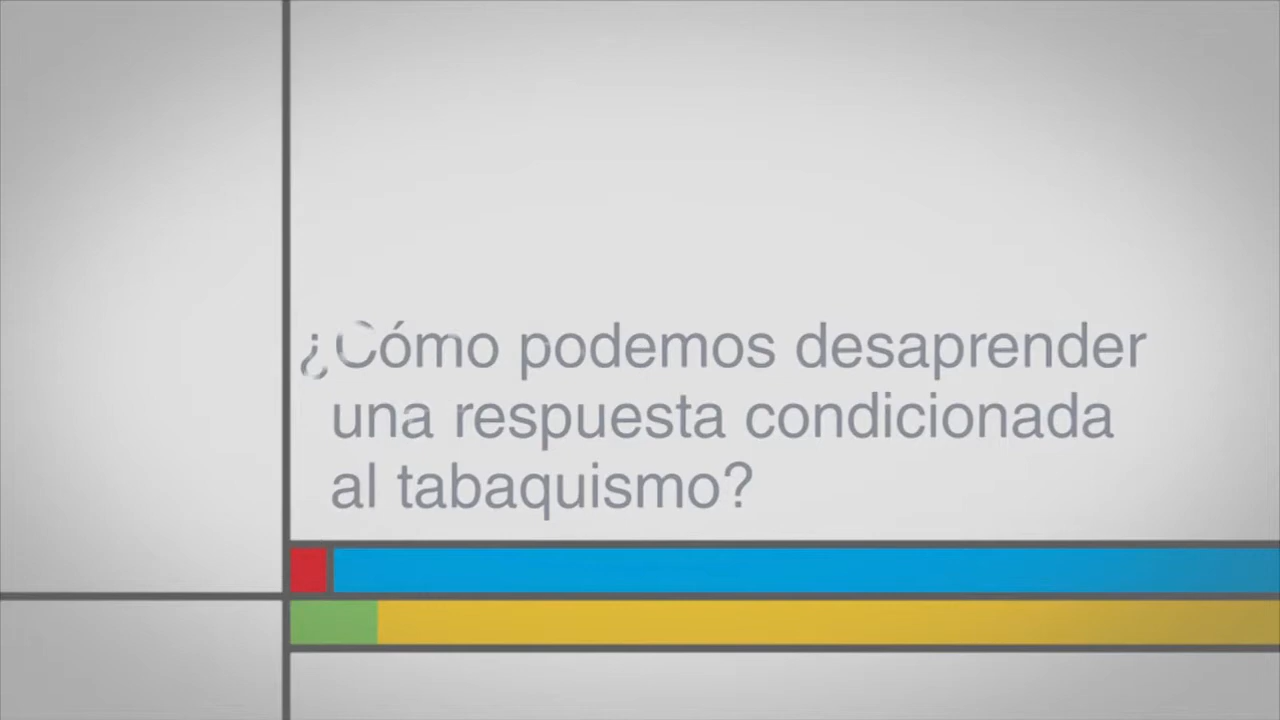 ¿Cómo podemos desaprender
una respuesta condicionada
al tabaquismo?